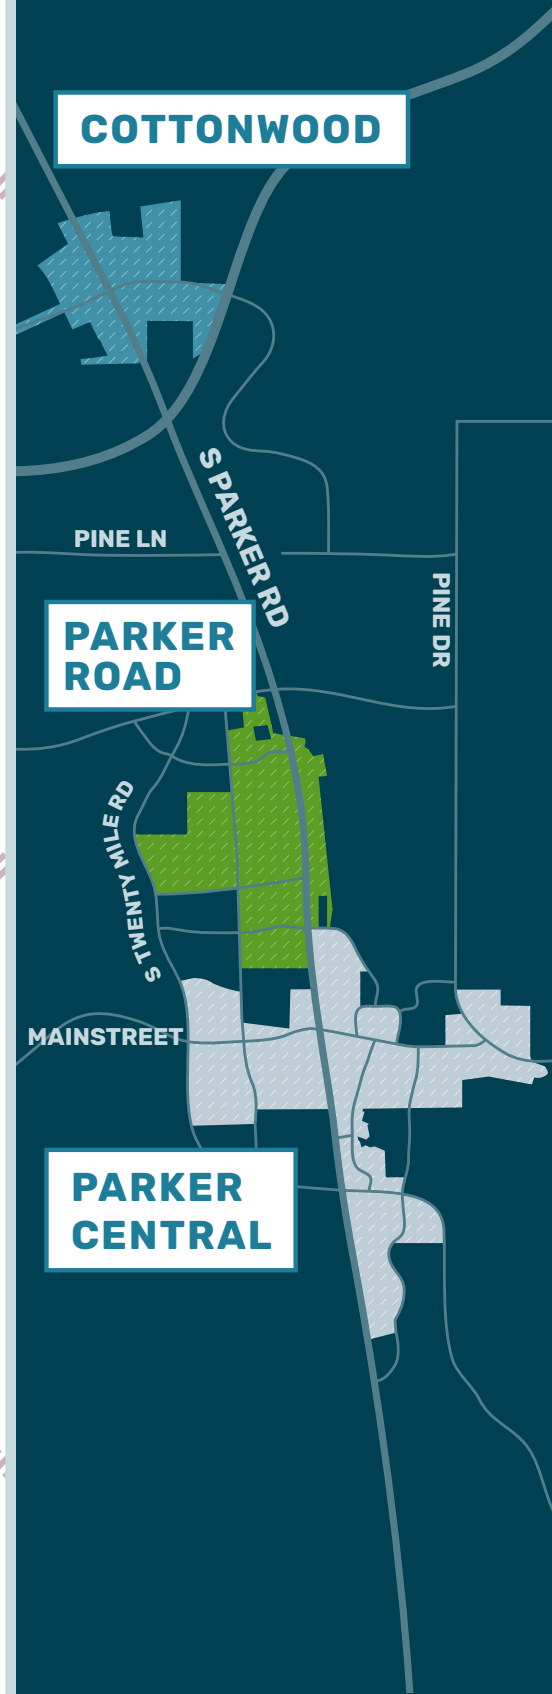 COTTONWOOD
S PARKER RD
PINE LN
PINE DR
PARKER
ROAD
S TWENTY MILE RD
MAINSTREET
PARKER
CENTRAL